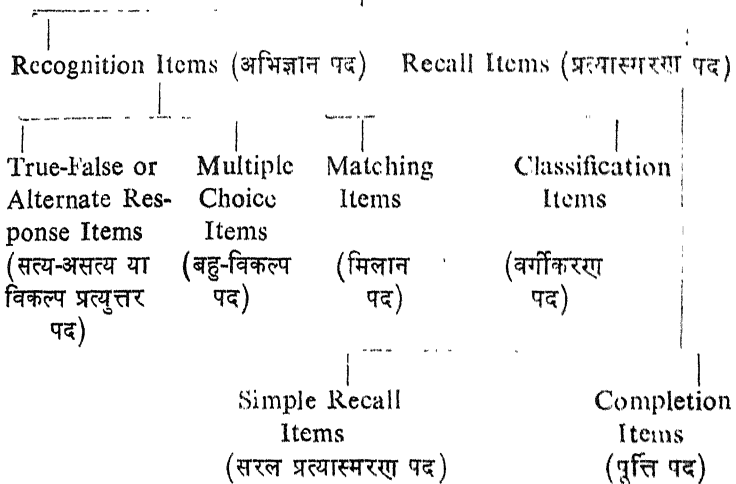 Recognition Items (अभिज्ञान पद) Recall Items (प्रत्यास्मरण पद)
True-False or Multiple Matching Classification
Alternate Res- Choice Items Items
ponse Items Items
(सत्य-असत्य या (बहु-विकल्प (मिलान (वर्गीकरण
विकल्प प्रत्युत्तर पद) पद) पद)
पद)
Simple Recall Completion
Items Items
(सरल प्रत्यास्मरण पद) (पूर्त्ति पद)